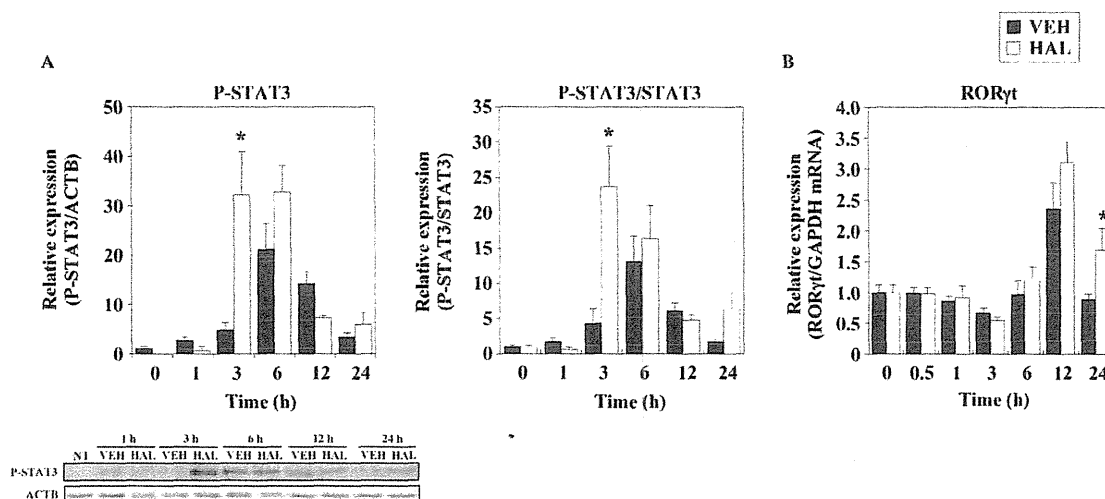 VEH
HAL
A
B
P-STAT3
Relative expression
(P-STAT3/ACTB)
50
40
30
20
10
0
*
0 1 3 6 12 24
Time (h)
P-STAT3/STAT3
Relative expression
(P-STAT3/STAT3)
35
30
25
20
15
10
5
0
*
0 1 3 6 12 24
Time (h)
RORγt
Relative expression
(RORγt/GAPDH mRNA)
4.0
3.5
3.0
2.5
2.0
1.5
1.0
0.5
0
*
0 0.5 1 3 6 12 24
Time (h)
1 h 3 h 6 h 12 h 24 h
NT VEH HAL VEH HAL VEH HAL VEH HAL VEH HAL
P-STAT3
ACTB